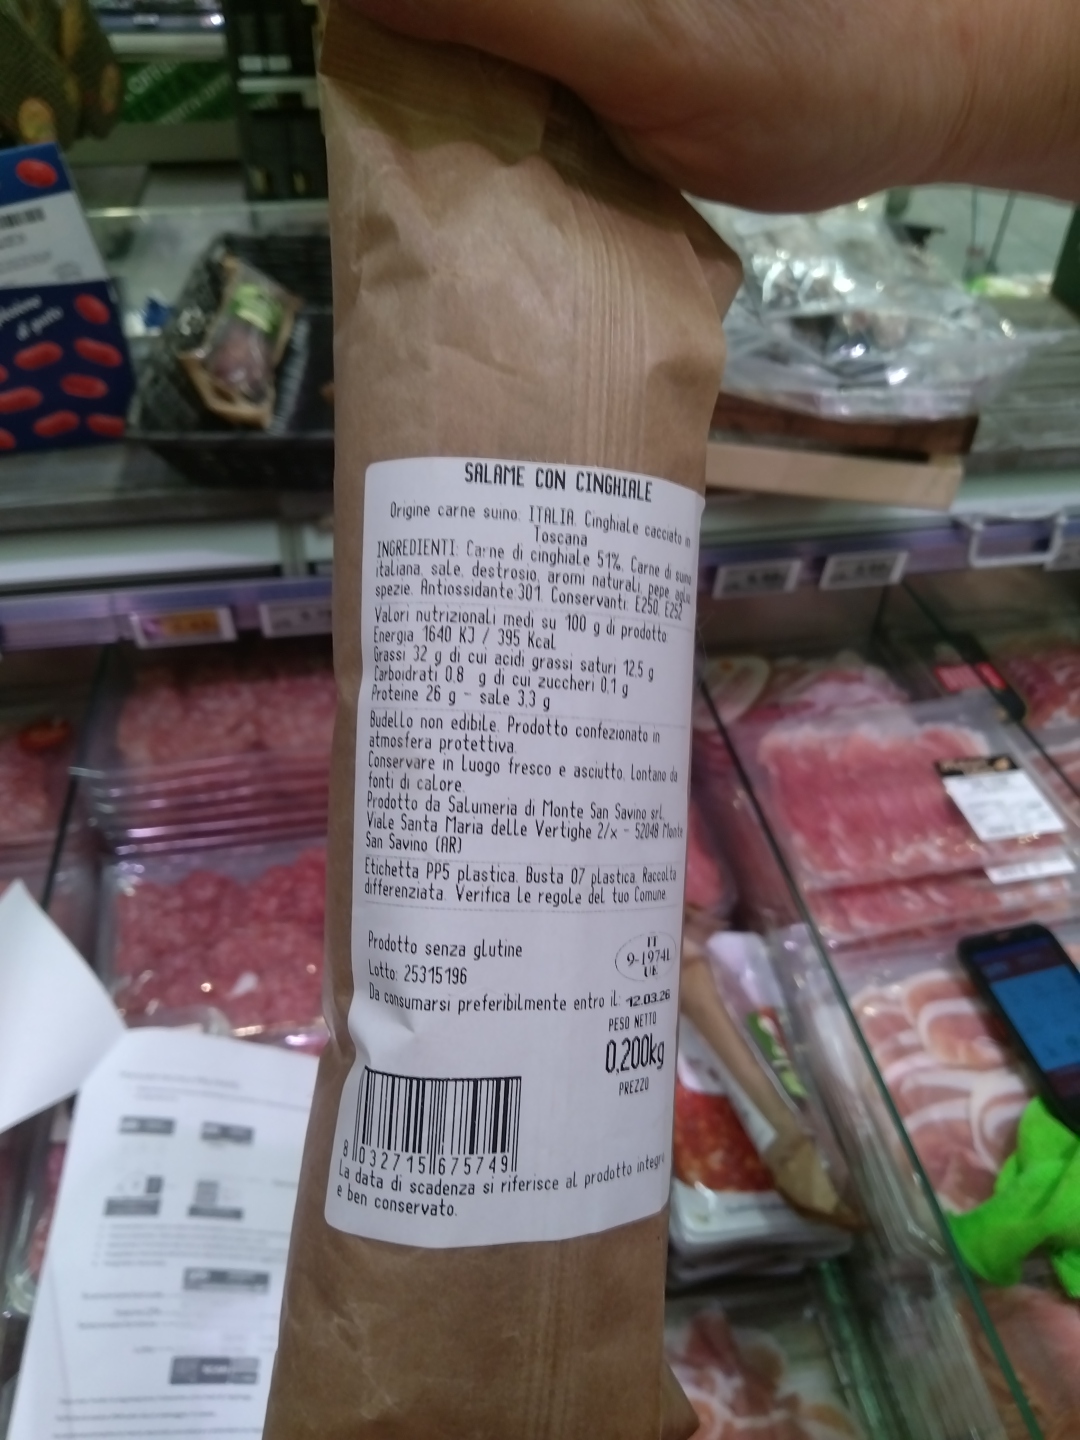 SALAME CON CINGHIALE
Origine carne suino: ITALIA. Cinghiale cacciato in
Toscana
INGREDIENTI: Carne di cinghiale 51%, Carne di
italiana, sale, destrosio, aromi naturali, pepe,
spezie. Antiossidante 301. Conservanti: E250, E252
Valori nutrizionali medi su 100 g di prodotto
Energia 1640 KJ / 395 Kcal
Grassi 32 g di cui acidi grassi saturi 12.5 g
Carboidrati 0.8 g di cui zuccheri 0.1 g
Proteine 26 g - sale 3.3 g
Budello non edibile. Prodotto confezionato in
atmosfera protettiva
Conservare in Luogo fresco e asciutto. Lontano da
fonti di calore.
Prodotto da Salumeria di Monte San Savino srl.
Viale Santa Maria delle Vertighe 2/x - 52048 Monte
San Savino (AR)
Etichetta PP5 plastica. Busta 07 plastica. Raccolta
differenziata. Verifica le regole del tuo Comune.
Prodotto senza glutine
IT
9-1974L
UE
Lotto: 25315196
Da consumarsi preferibilmente entro il: 12.03.26
PESO NETTO
0,200kg
PREZZO
8 032715 675749
La data di scadenza si riferisce al prodotto integro
e ben conservato.